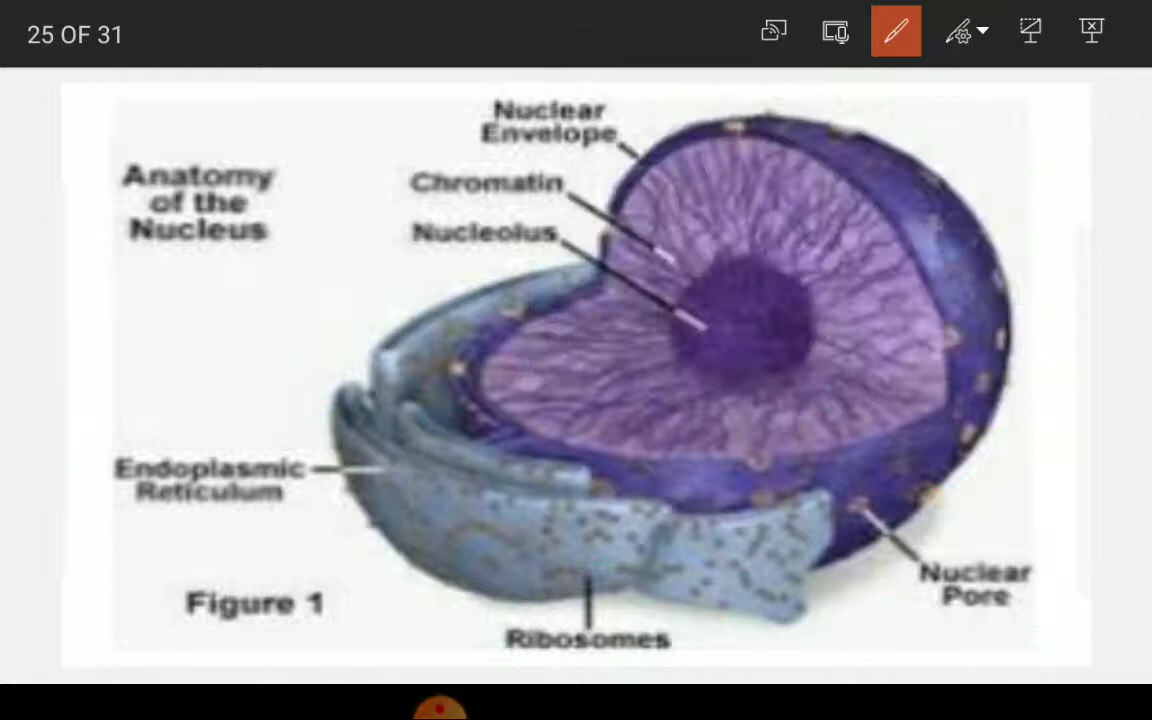 25 OF 31
Nuclear
Envelope
Anatomy
of the
Nucleus
Chromatin
Nucleolus
Endoplasmic
Reticulum
Nuclear
Pore
Figure 1
Ribosomes